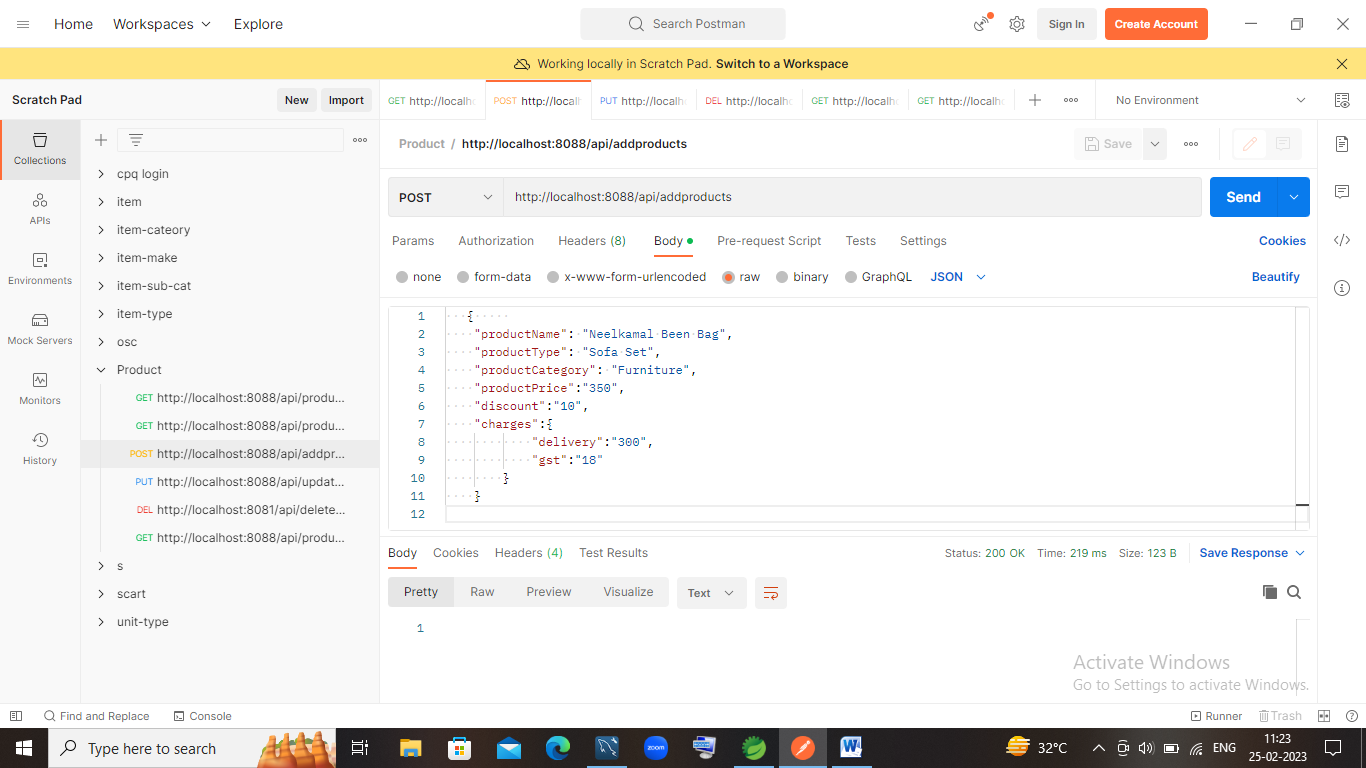 Home Workspaces Explore Search Postman Sign In Create Account
Working locally in Scratch Pad. Switch to a Workspace
Scratch Pad New Import GET http://localh POST http://local PUT http://localh DEL http://localh GET http://localh GET http://localh No Environment
Product / http://localhost:8088/api/addproducts Save
POST http://localhost:8088/api/addproducts Send
Params Authorization Headers (8) Body Pre-request Script Tests Settings Cookies
none form-data x-www-form-urlencoded raw binary GraphQL JSON Beautify
Collections
APIs
Environments
Mock Servers
Monitors
History
cpq login
item
item-cateory
item-make
item-sub-cat
item-type
osc
Product
GET http://localhost:8088/api/produ...
GET http://localhost:8088/api/produ...
POST http://localhost:8088/api/addpr...
PUT http://localhost:8088/api/updat...
DEL http://localhost:8081/api/delete...
GET http://localhost:8088/api/produ...
s
scart
unit-type
1 {
2 "productName": "Neelkamal Been Bag",
3 "productType": "Sofa Set",
4 "productCategory": "Furniture",
5 "productPrice":"350",
6 "discount":"10",
7 "charges":{
8 "delivery":"300",
9 "gst":"18"
10 }
11 }
12
Body Cookies Headers (4) Test Results Status: 200 OK Time: 219 ms Size: 123 B Save Response
Pretty Raw Preview Visualize Text
1
Activate Windows
Go to Settings to activate Windows.
Find and Replace Console Runner Trash
Type here to search zoom W 32°C ENG 11:23
25-02-2023